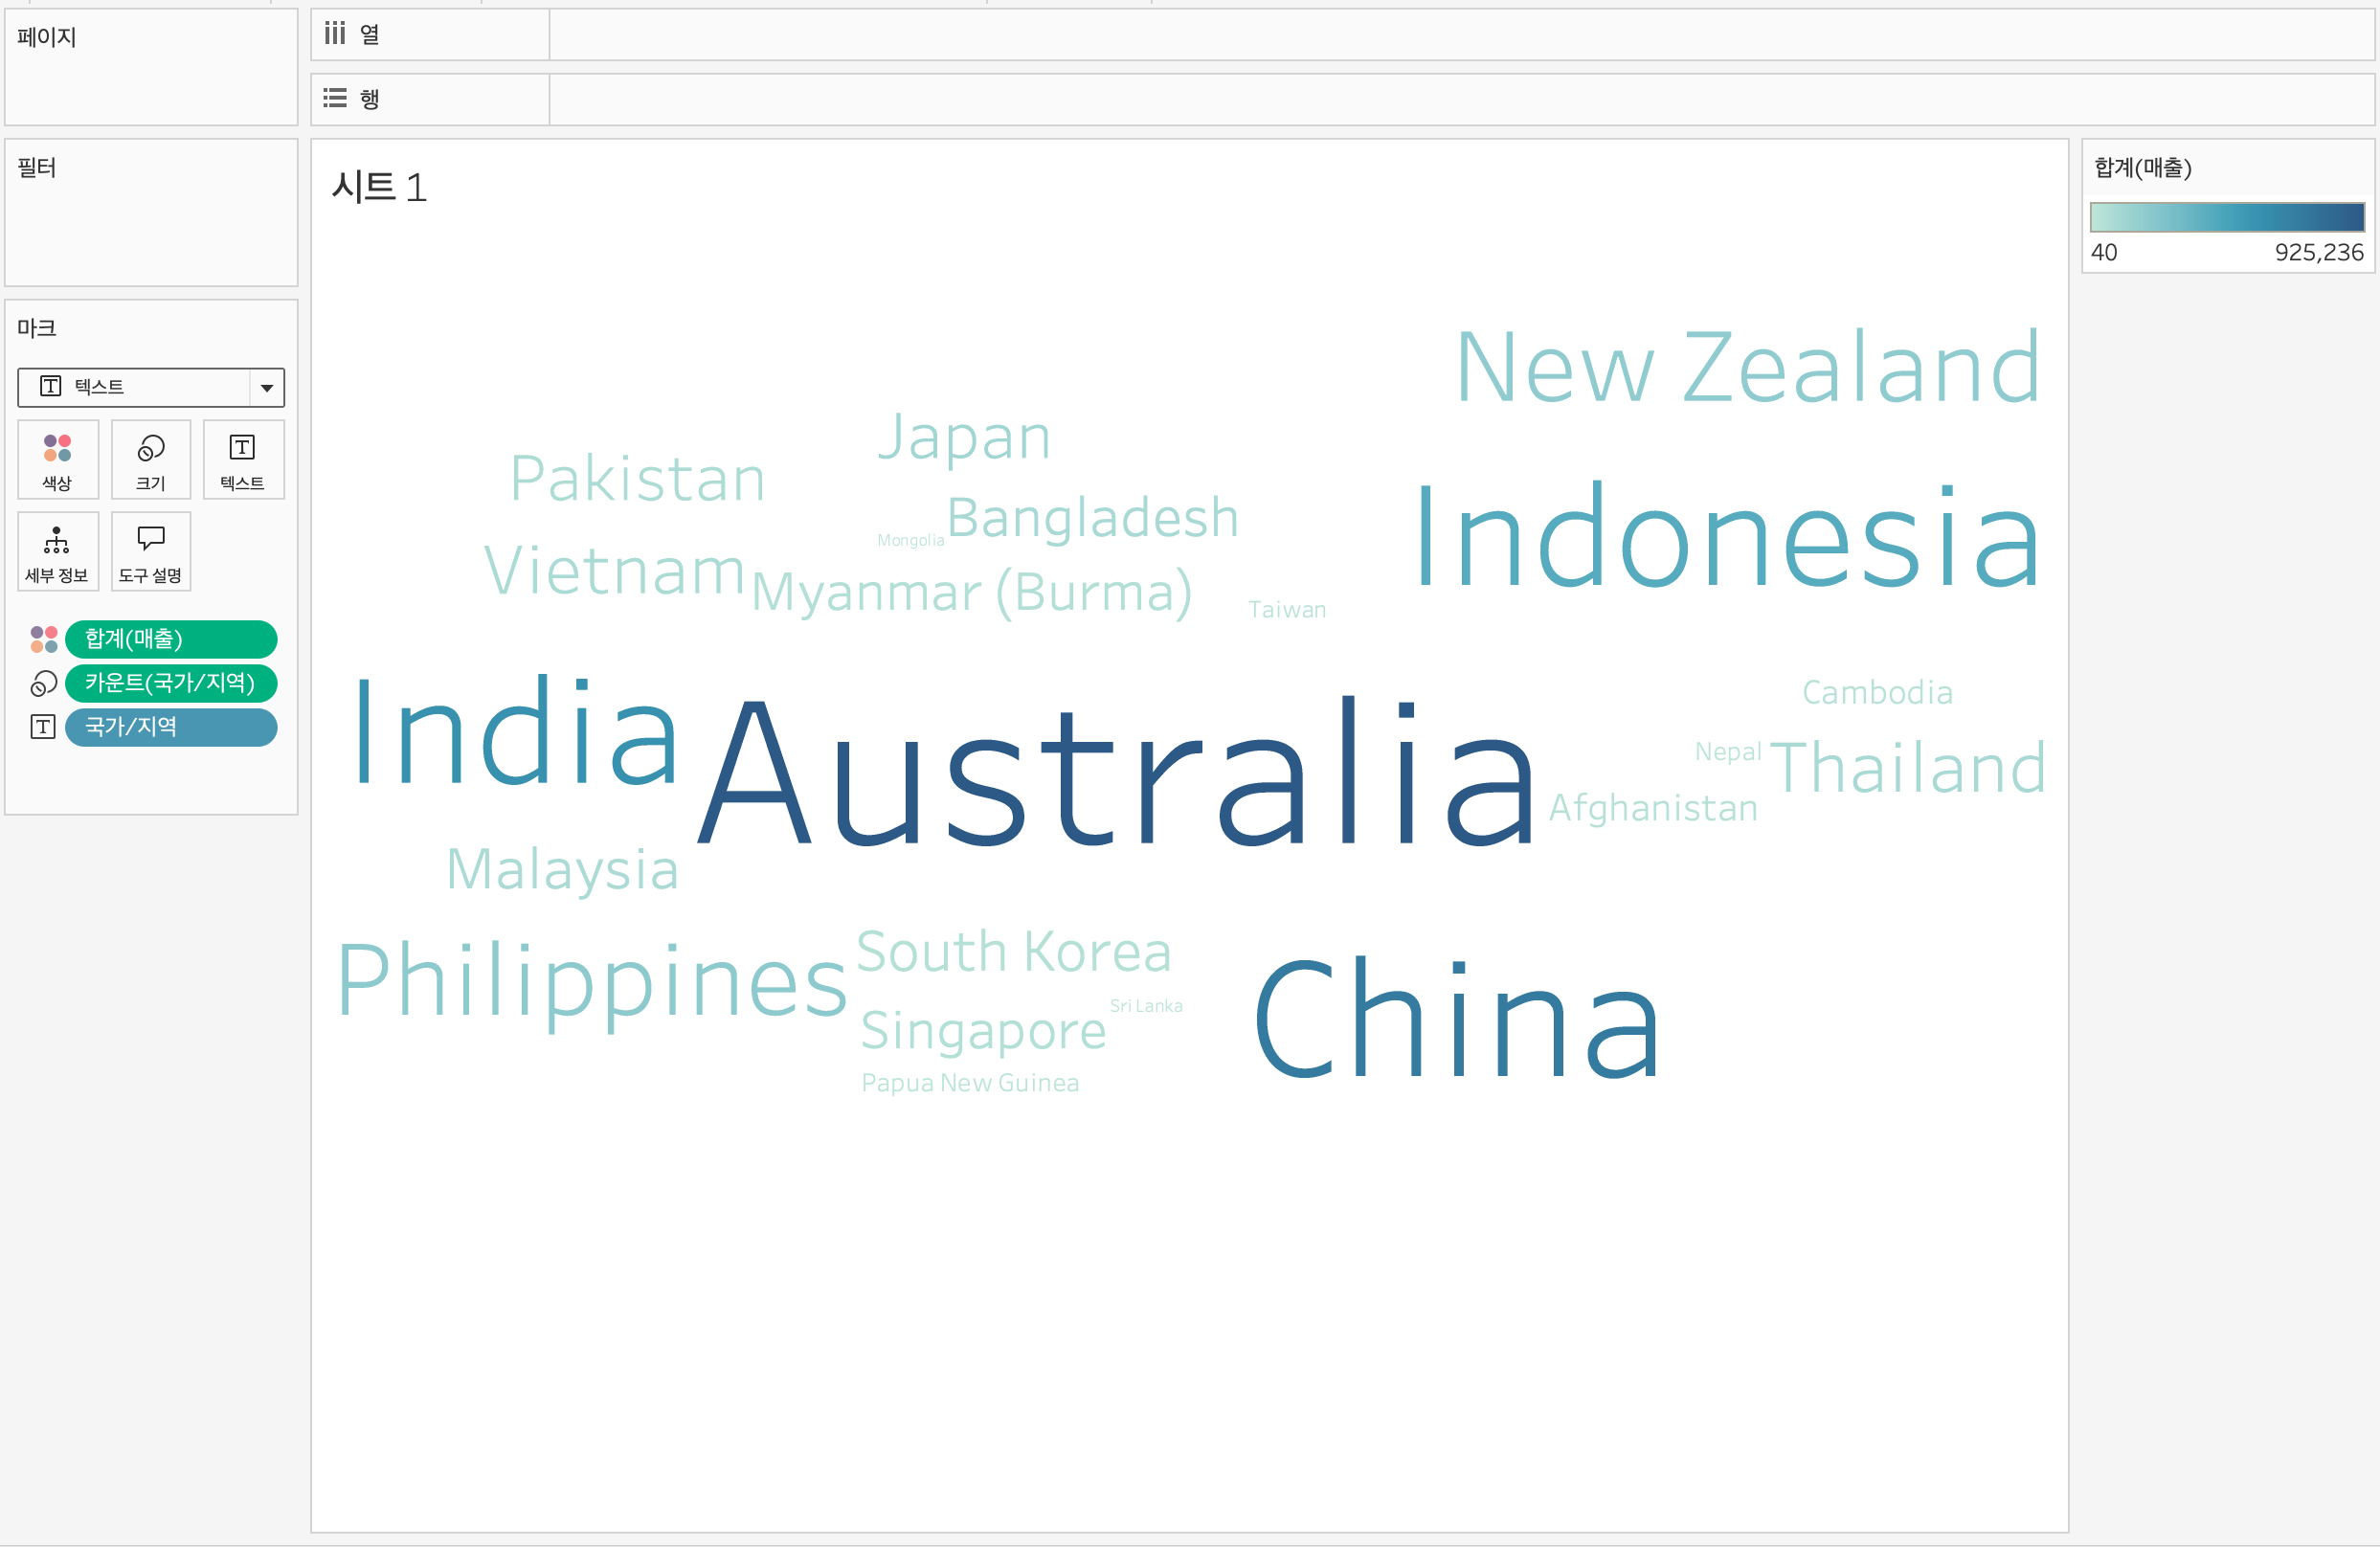 페이지
열
행
필터
마크
텍스트
색상
크기
텍스트
세부 정보
도구 설명
합계(매출)
카운트(국가/지역)
국가/지역
시트 1
New Zealand
Japan
Pakistan
Bangladesh
Indonesia
Mongolia
Vietnam
Myanmar (Burma)
Taiwan
India
Australia
Cambodia
Nepal
Thailand
Afghanistan
Malaysia
Philippines
South Korea
China
Sri Lanka
Singapore
Papua New Guinea
합계(매출)
40 925,236